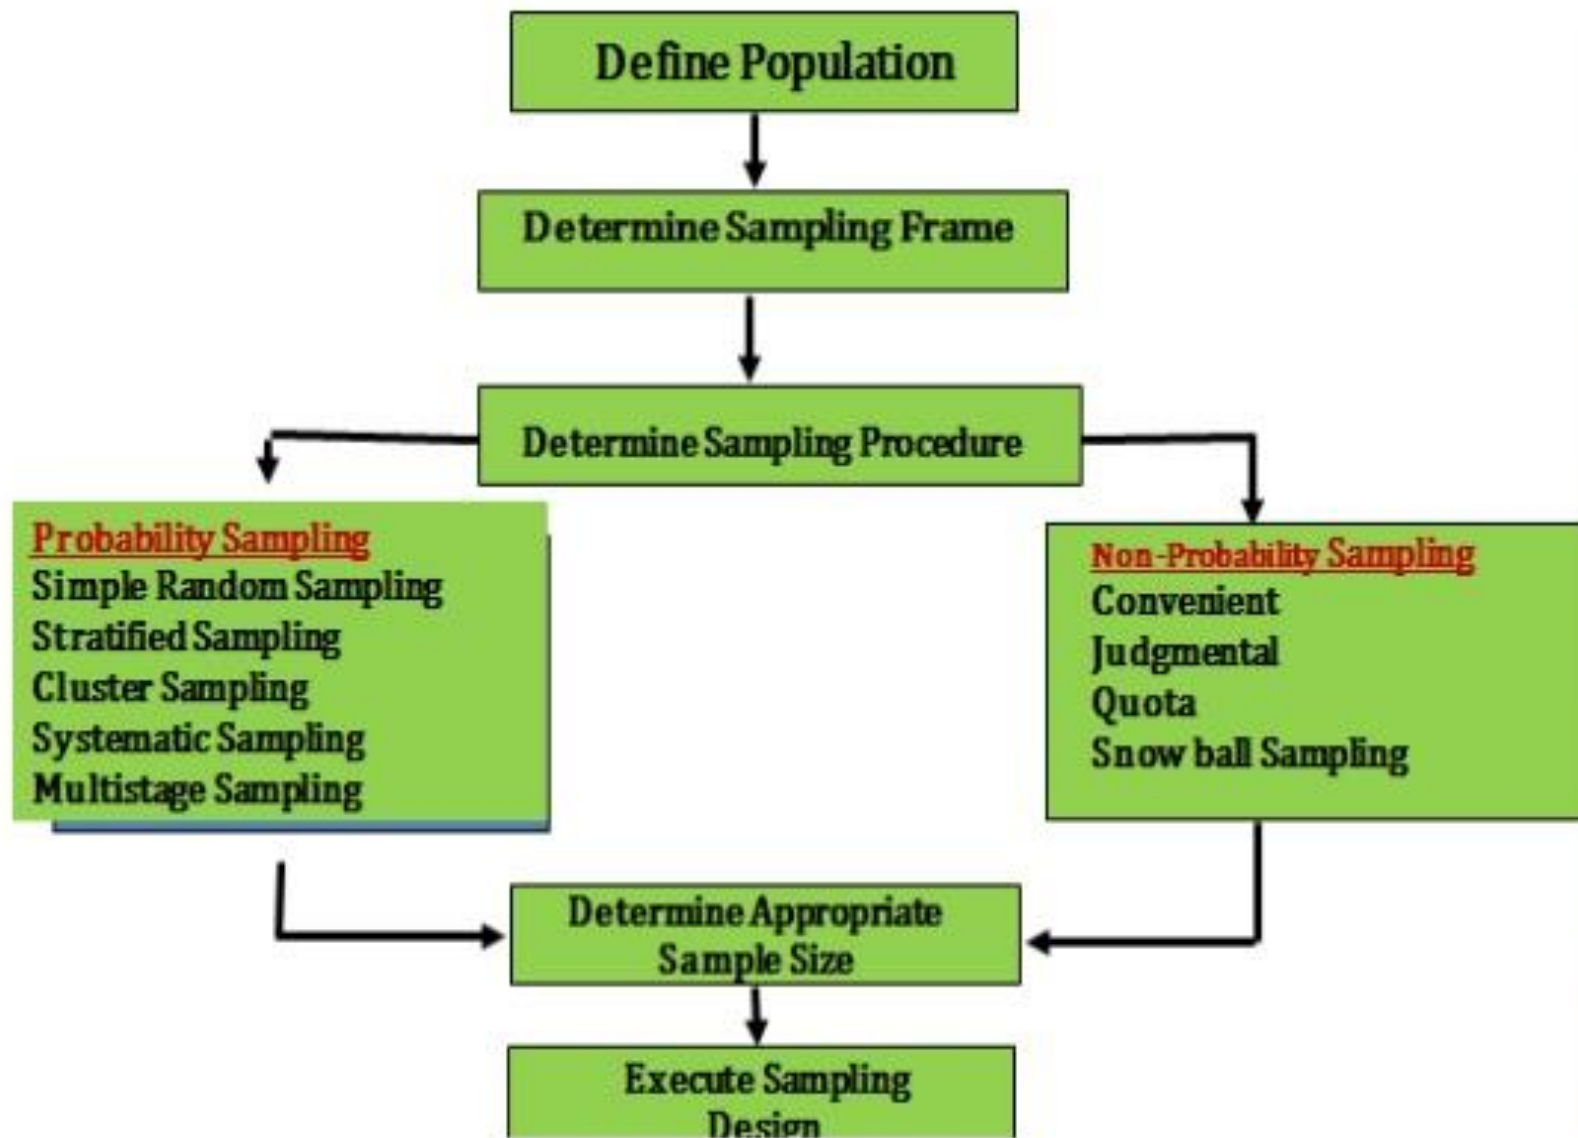 Define Population
Determine Sampling Frame
Determine Sampling Procedure
Probability Sampling
Simple Random Sampling
Stratified Sampling
Cluster Sampling
Systematic Sampling
Multistage Sampling
Non-Probability Sampling
Convenient
Judgmental
Quota
Snow ball Sampling
Determine Appropriate
Sample Size
Execute Sampling
Design